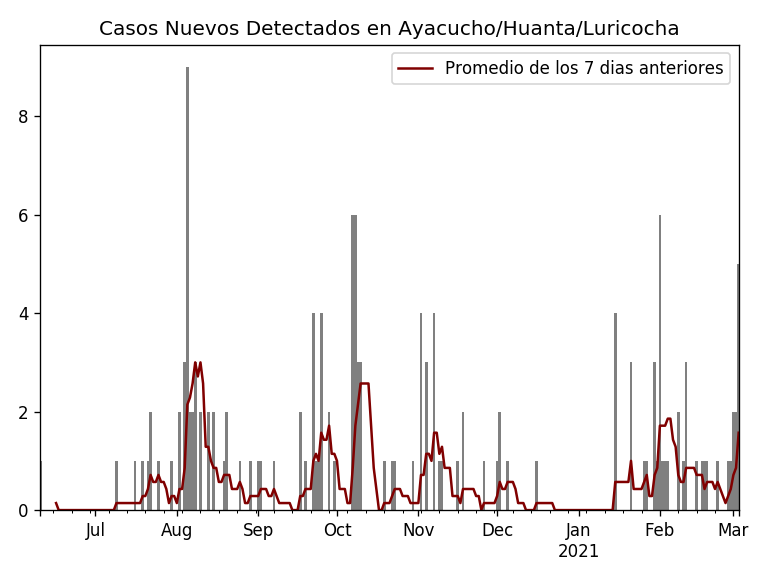 Casos Nuevos Detectados en Ayacucho/Huanta/Luricocha
Promedio de los 7 dias anteriores
8
6
4
2
0
Jul Aug Sep Oct Nov Dec Jan Feb Mar
2021